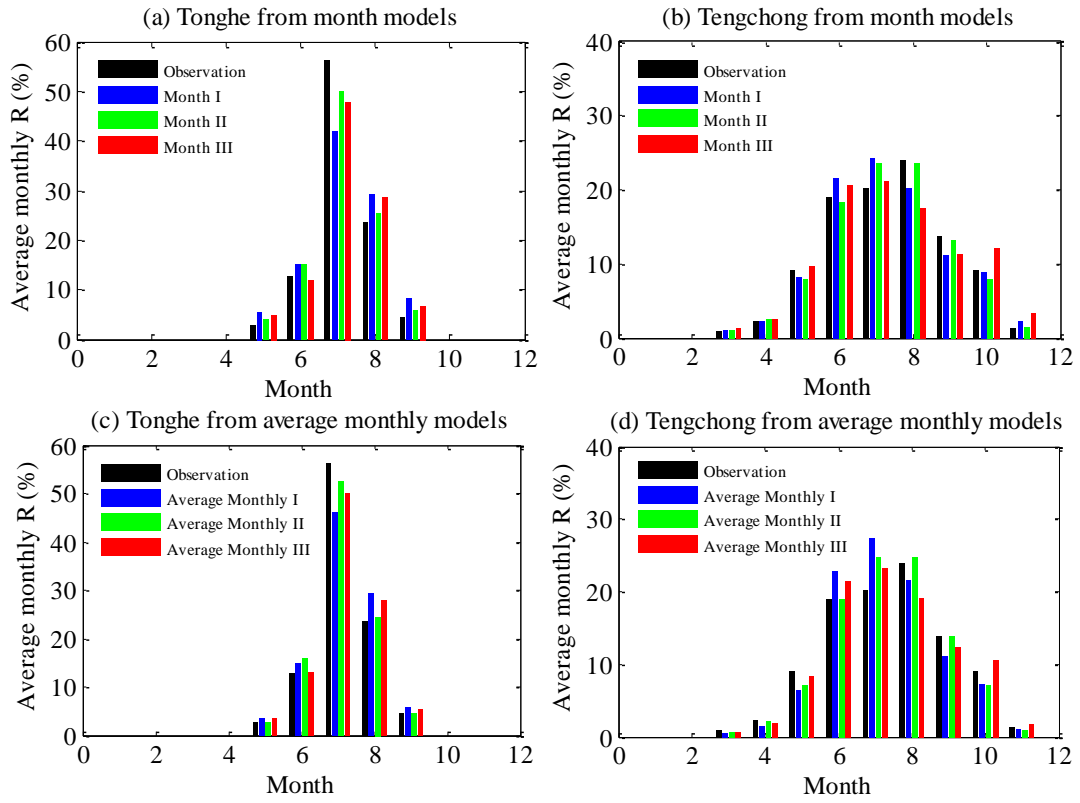 (a) Tonghe from month models
Average monthly R (%)
60
50
40
30
20
10
0
Observation
Month I
Month II
Month III
0 2 4 6 8 10 12
Month
(b) Tengchong from month models
Average monthly R (%)
40
30
20
10
0
Observation
Month I
Month II
Month III
0 2 4 6 8 10 12
Month
(c) Tonghe from average monthly models
Average monthly R (%)
60
50
40
30
20
10
0
Observation
Average Monthly I
Average Monthly II
Average Monthly III
0 2 4 6 8 10 12
Month
(d) Tengchong from average monthly models
Average monthly R (%)
40
30
20
10
0
Observation
Average Monthly I
Average Monthly II
Average Monthly III
0 2 4 6 8 10 12
Month